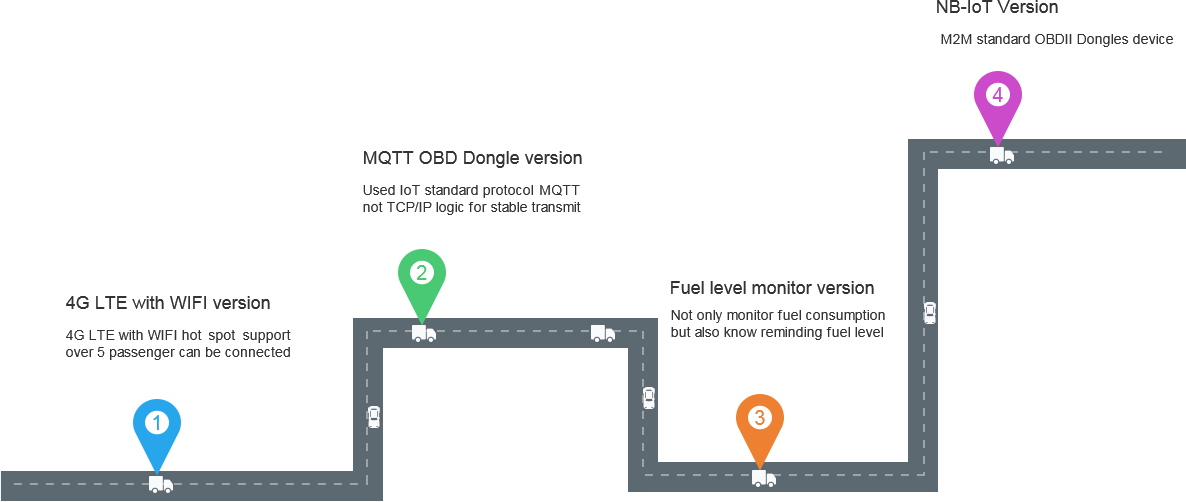 4G LTE with WIFI version
4G LTE with WIFI hot spot support
over 5 passenger can be connected
1
MQTT OBD Dongle version
Used IoT standard protocol MQTT
not TCP/IP logic for stable transmit
2
Fuel level monitor version
Not only monitor fuel consumption
but also know reminding fuel level
3
NB-IoT Version
M2M standard OBDII Dongles device
4